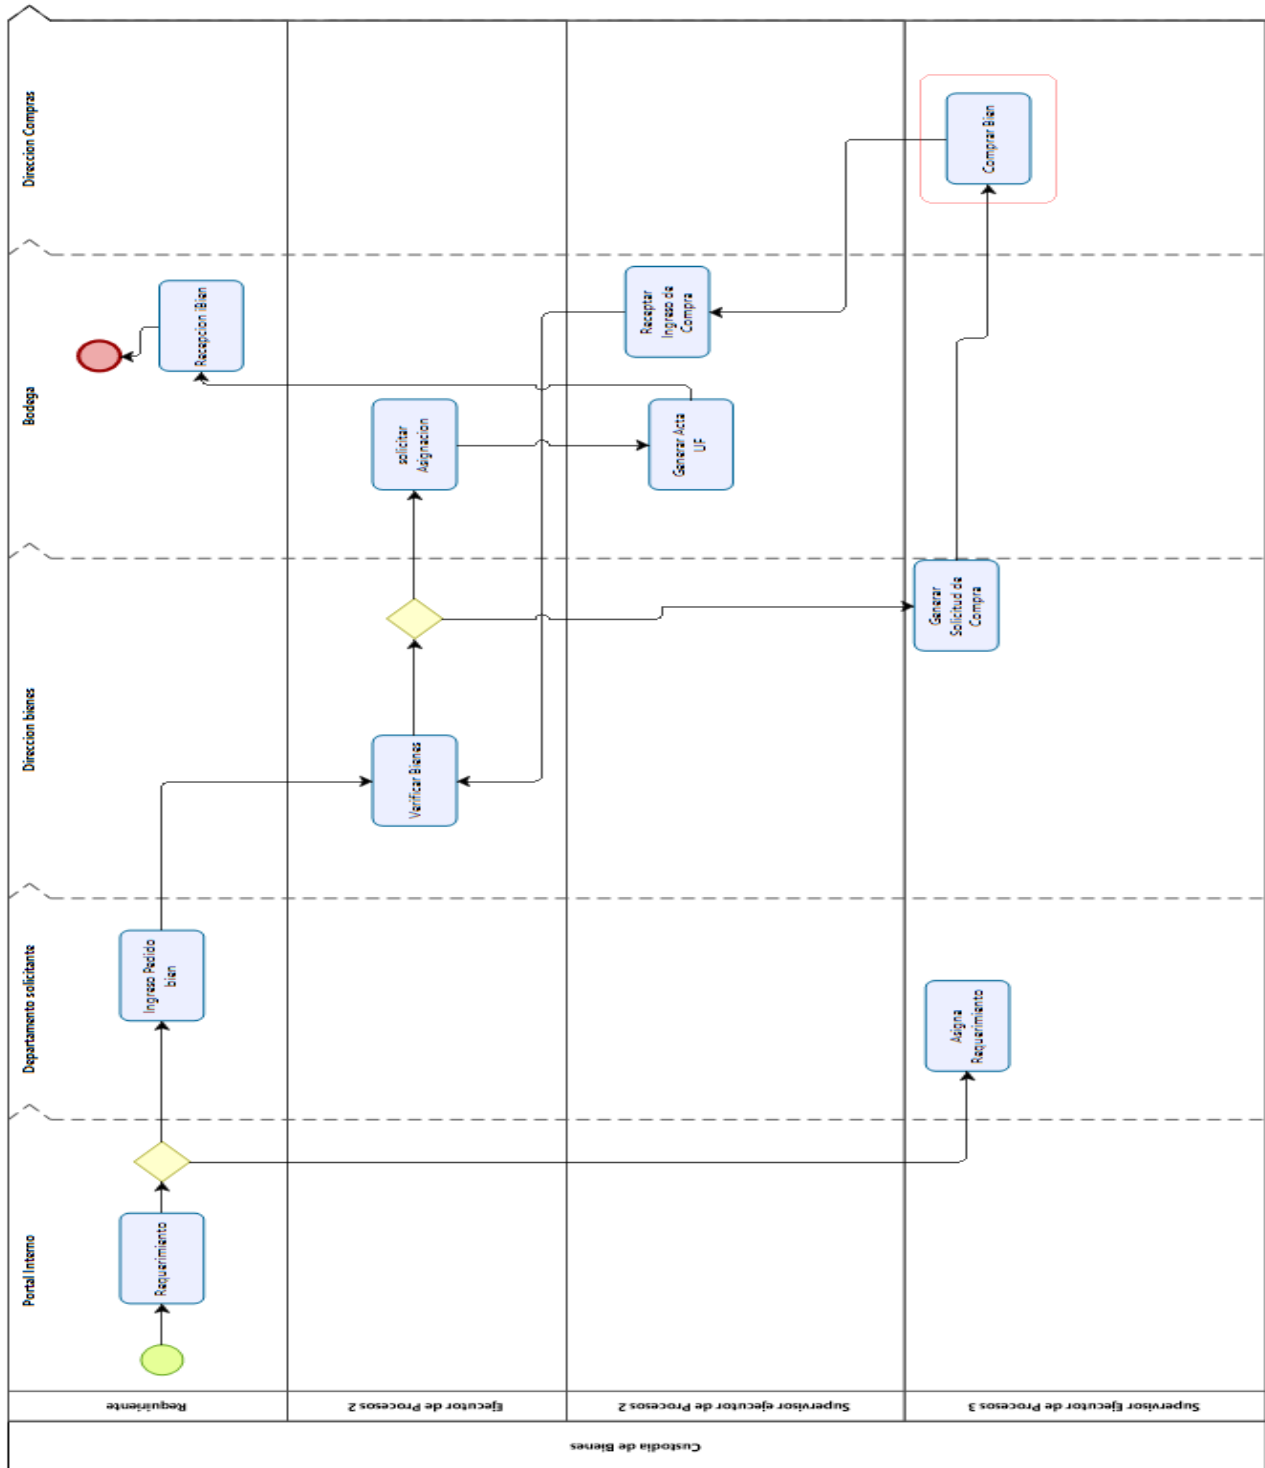 Custodia de Bienes
Requiriente
Ejecutor de Procesos 2
Supervisor ejecutor de Procesos 2
Supervisor Ejecutor de Procesos 3
Portal Interno
Departamento solicitante
Direccion bienes
Bodega
Direccion Compras
Requerimiento
Ingreso Pedido
bien
Asigna
Requerimiento
Verificar Bienes
Generar
Solicitud de
Compra
solicitar
Asignacion
Generar Acta
UF
Recepcion iBien
Receptar
Ingreso de
Compra
Comprar Bien